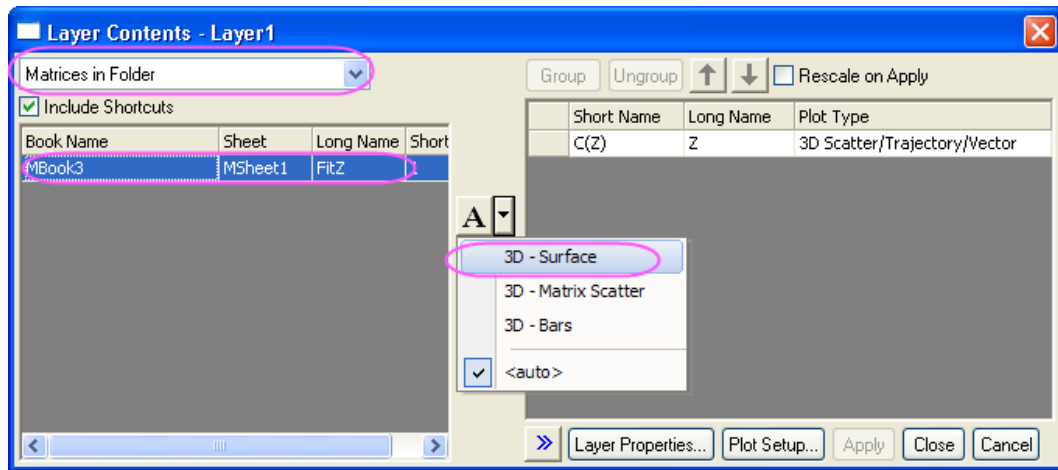 Layer Contents - Layer1
Matrices in Folder
Include Shortcuts
Book Name Sheet Long Name Short
MBook3 MSheet1 FitZ 1
Group Ungroup Rescale on Apply
Short Name Long Name Plot Type
C(Z) Z 3D Scatter/Trajectory/Vector
A
3D - Surface
3D - Matrix Scatter
3D - Bars
<auto>
Layer Properties... Plot Setup... Apply Close Cancel